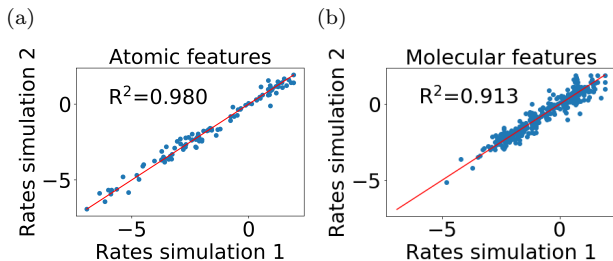 (a)
Atomic features
Rates simulation 2
R²=0.980
0
−5
−5
0
Rates simulation 1
(b)
Molecular features
Rates simulation 2
R²=0.913
0
−5
−5
0
Rates simulation 1